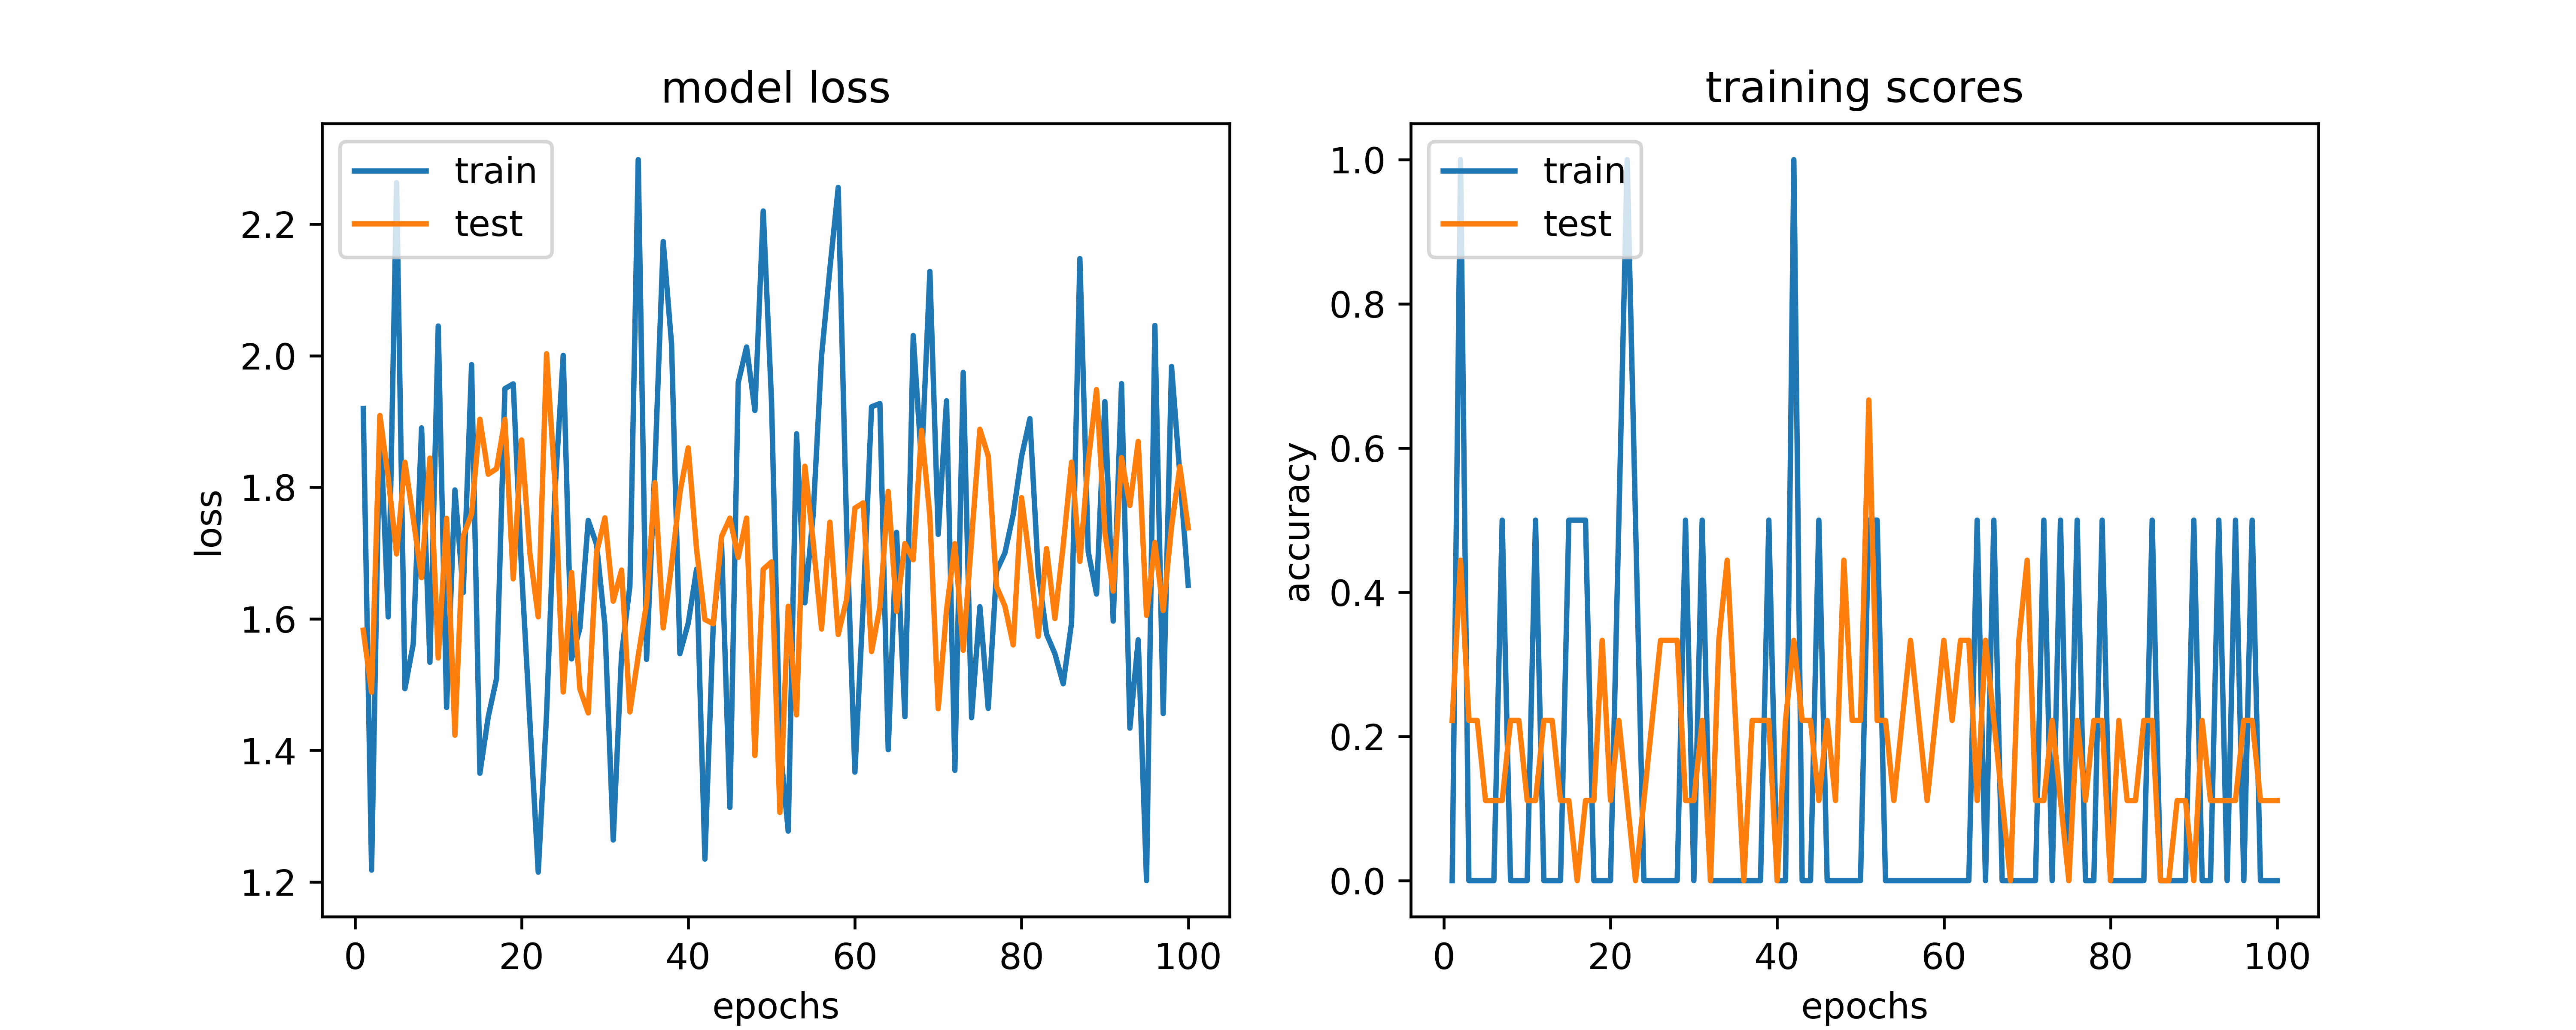 model loss
train
test
2.2
2.0
1.8
1.6
1.4
1.2
loss
0 20 40 60 80 100
epochs
training scores
train
test
1.0
0.8
0.6
0.4
0.2
0.0
accuracy
0 20 40 60 80 100
epochs